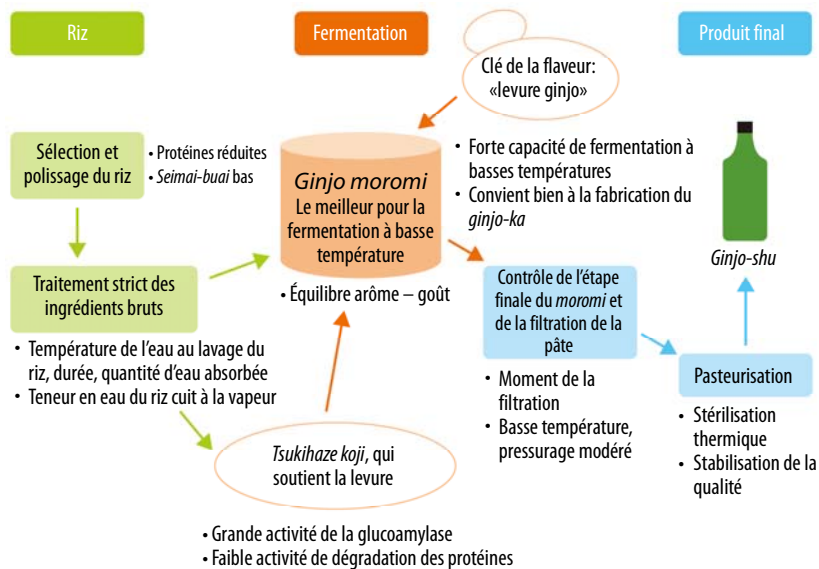 Riz
Fermentation
Produit final
Clé de la flaveur:
«levure ginjo»
Sélection et
polissage du riz
• Protéines réduites
• Seimai-buai bas
Ginjo moromi
Le meilleur pour la
fermentation à basse
température
• Équilibre arôme – goût
• Forte capacité de fermentation à
basses températures
• Convient bien à la fabrication du
ginjo-ka
Ginjo-shu
Traitement strict des
ingrédients bruts
• Température de l’eau au lavage du
riz, durée, quantité d’eau absorbée
• Teneur en eau du riz cuit à la vapeur
Contrôle de l’étape
finale du moromi et
de la filtration de la
pâte
• Moment de la
filtration
• Basse température,
pressurage modéré
Pasteurisation
• Stérilisation
thermique
• Stabilisation de la
qualité
Tsukihaze koji, qui
soutient la levure
• Grande activité de la glucoamylase
• Faible activité de dégradation des protéines